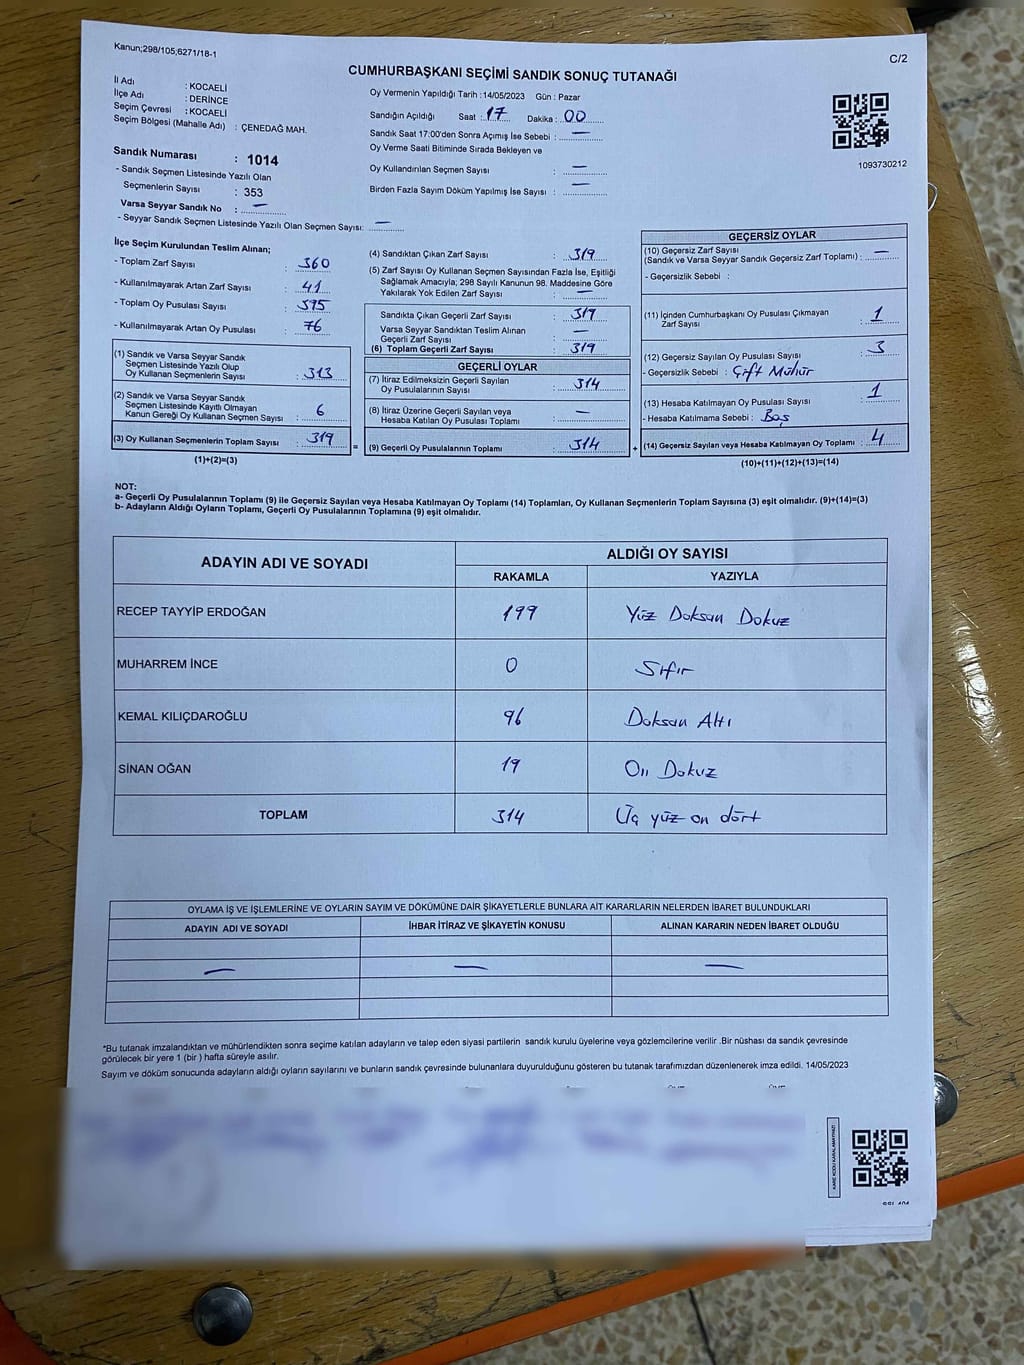 Kanun;298/105,6271/18-1
C/2
CUMHURBAŞKANI SEÇİMİ SANDIK SONUÇ TUTANAĞI
İl Adı : KOCAELİ
İlçe Adı : DERİNCE
Seçim Çevresi : KOCAELİ
Seçim Bölgesi (Mahalle Adı) : ÇENEDAĞ MAH.
Oy Vermenin Yapıldığı Tarih :14/05/2023 Gün : Pazar
Sandığın Açıldığı Saat : 17 Dakika : 00
Sandık Saat 17:00'den Sonra Açımış İse Sebebi : —
Oy Verme Saati Bitiminde Sırada Bekleyen ve
Oy Kullandırılan Seçmen Sayısı : —
Birden Fazla Sayım Döküm Yapılmış İse Sayısı : —
1093730212
Sandık Numarası : 1014
- Sandık Seçmen Listesinde Yazılı Olan
Seçmenlerin Sayısı : 353
Varsa Seyyar Sandık No : —
- Seyyar Sandık Seçmen Listesinde Yazılı Olan Seçmen Sayısı: —
İlçe Seçim Kurulundan Teslim Alınan;
- Toplam Zarf Sayısı : 360
- Kullanılmayarak Artan Zarf Sayısı : 41
- Toplam Oy Pusulası Sayısı : 395
- Kullanılmayarak Artan Oy Pusulası : 76
(1) Sandık ve Varsa Seyyar Sandık
Seçmen Listesinde Yazılı Olup
Oy Kullanan Seçmenlerin Sayısı : 313
(2) Sandık ve Varsa Seyyar Sandık
Seçmen Listesinde Kayıtlı Olmayan
Kanun Gereği Oy Kullanan Seçmen Sayısı : 6
(3) Oy Kullanan Seçmenlerin Toplam Sayısı : 319
(1)+(2)=(3)
=
(4) Sandıktan Çıkan Zarf Sayısı : 319
(5) Zarf Sayısı Oy Kullanan Seçmen Sayısından Fazla İse, Eşitliği
Sağlamak Amacıyla; 298 Sayılı Kanunun 98. Maddesine Göre
Yakılarak Yok Edilen Zarf Sayısı : —
Sandıkta Çıkan Geçerli Zarf Sayısı : 319
Varsa Seyyar Sandıktan Teslim Alınan
Geçerli Zarf Sayısı : —
(6) Toplam Geçerli Zarf Sayısı : 319
GEÇERLİ OYLAR
(7) İtiraz Edilmeksizin Geçerli Sayılan
Oy Pusulalarının Sayısı : 314
(8) İtiraz Üzerine Geçerli Sayılan veya
Hesaba Katılan Oy Pusulası Toplamı : —
(9) Geçerli Oy Pusulalarının Toplamı : 314
+
GEÇERSİZ OYLAR
(10) Geçersiz Zarf Sayısı
(Sandık ve Varsa Seyyar Sandık Geçersiz Zarf Toplamı) : —
- Geçersizlik Sebebi :
(11) İçinden Cumhurbaşkanı Oy Pusulası Çıkmayan
Zarf Sayısı : 1
(12) Geçersiz Sayılan Oy Pusulası Sayısı : 3
- Geçersizlik Sebebi : Çift Mühür
(13) Hesaba Katılmayan Oy Pusulası Sayısı : 1
- Hesaba Katılmama Sebebi : Boş
(14) Geçersiz Sayılan veya Hesaba Katılmayan Oy Toplamı : 4
(10)+(11)+(12)+(13)=(14)
NOT:
a- Geçerli Oy Pusulalarının Toplamı (9) ile Geçersiz Sayılan veya Hesaba Katılmayan Oy Toplamı (14) Toplamları, Oy Kullanan Seçmenlerin Toplam Sayısına (3) eşit olmalıdır. (9)+(14)=(3)
b- Adayların Aldığı Oyların Toplamı, Geçerli Oy Pusulalarının Toplamına (9) eşit olmalıdır.
ADAYIN ADI VE SOYADI ALDIĞI OY SAYISI
RAKAMLA YAZIYLA
RECEP TAYYİP ERDOĞAN 199 Yüz Doksan Dokuz
MUHARREM İNCE 0 Sıfır
KEMAL KILIÇDAROĞLU 96 Doksan Altı
SİNAN OĞAN 19 On Dokuz
TOPLAM 314 Üç yüz on dört
OYLAMA İŞ VE İŞLEMLERİNE VE OYLARIN SAYIM VE DÖKÜMÜNE DAİR ŞİKAYETLERLE BUNLARA AİT KARARLARIN NELERDEN İBARET BULUNDUKLARI
ADAYIN ADI VE SOYADI İHBAR İTİRAZ VE ŞİKAYETİN KONUSU ALINAN KARARIN NEDEN İBARET OLDUĞU
— — —
*Bu tutanak imzalandıktan ve mühürlendikten sonra seçime katılan adayların ve talep eden siyasi partilerin sandık kurulu üyelerine veya gözlemcilerine verilir .Bir nüshası da sandık çevresinde
görülecek bir yere 1 (bir ) hafta süreyle asılır.
Sayım ve döküm sonucunda adayların aldığı oyların sayılarını ve bunların sandık çevresinde bulunanlara duyurulduğunu gösteren bu tutanak tarafımızdan düzenlenerek imza edildi. 14/05/2023
KARE KODU KARALAMAYINIZ!